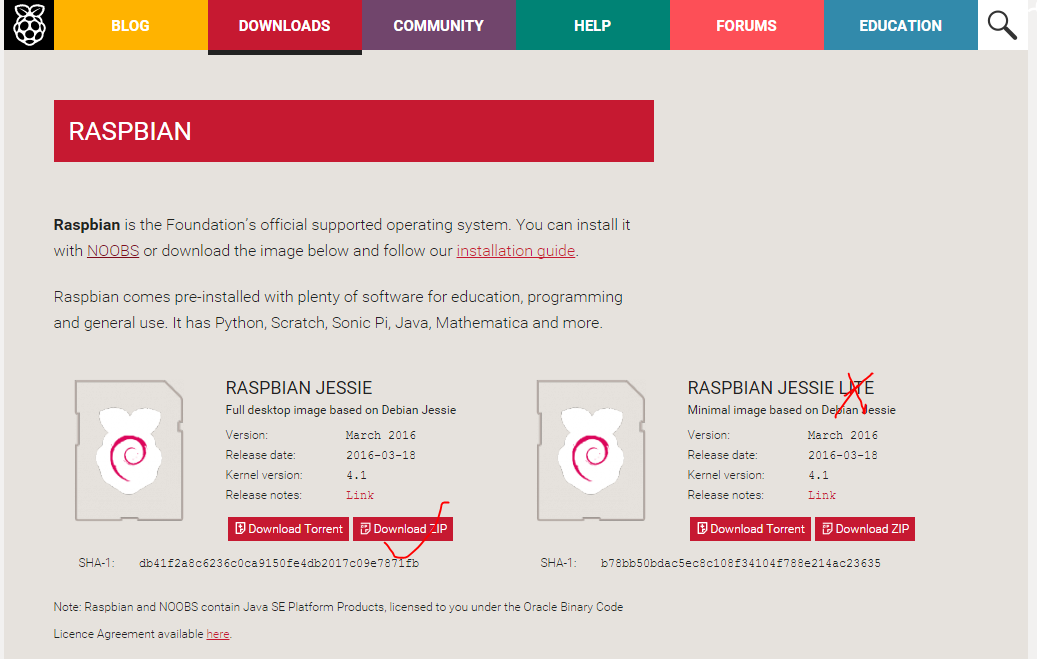 BLOG DOWNLOADS COMMUNITY HELP FORUMS EDUCATION
RASPBIAN
Raspbian is the Foundation's official supported operating system. You can install it
with NOOBS or download the image below and follow our installation guide.
Raspbian comes pre-installed with plenty of software for education, programming
and general use. It has Python, Scratch, Sonic Pi, Java, Mathematica and more.
RASPBIAN JESSIE
Full desktop image based on Debian Jessie
Version: March 2016
Release date: 2016-03-18
Kernel version: 4.1
Release notes: Link
Download Torrent Download ZIP
SHA-1: db41f2a8c6236c0ca9150fe4db2017c09e7871fb
RASPBIAN JESSIE LITE
Minimal image based on Debian Jessie
Version: March 2016
Release date: 2016-03-18
Kernel version: 4.1
Release notes: Link
Download Torrent Download ZIP
SHA-1: b78bb50bdac5ec8c108f34104f788e214ac23635
Note: Raspbian and NOOBS contain Java SE Platform Products, licensed to you under the Oracle Binary Code
Licence Agreement available here.